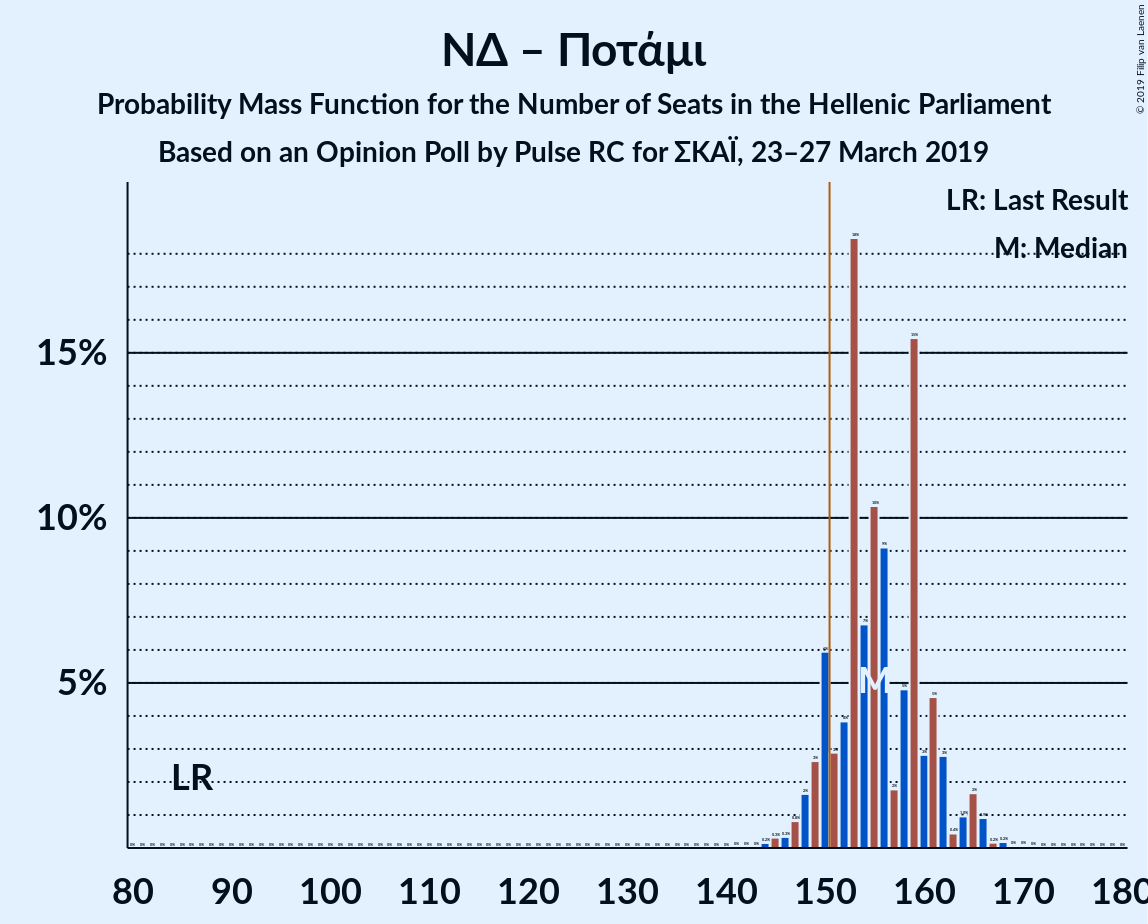 ΝΔ – Ποτάμι
Probability Mass Function for the Number of Seats in the Hellenic Parliament
Based on an Opinion Poll by Pulse RC for ΣΚΑΪ, 23–27 March 2019
© 2019 Filip van Laenen
LR: Last Result
M: Median
15%
10%
5%
LR
M
80 90 100 110 120 130 140 150 160 170 180